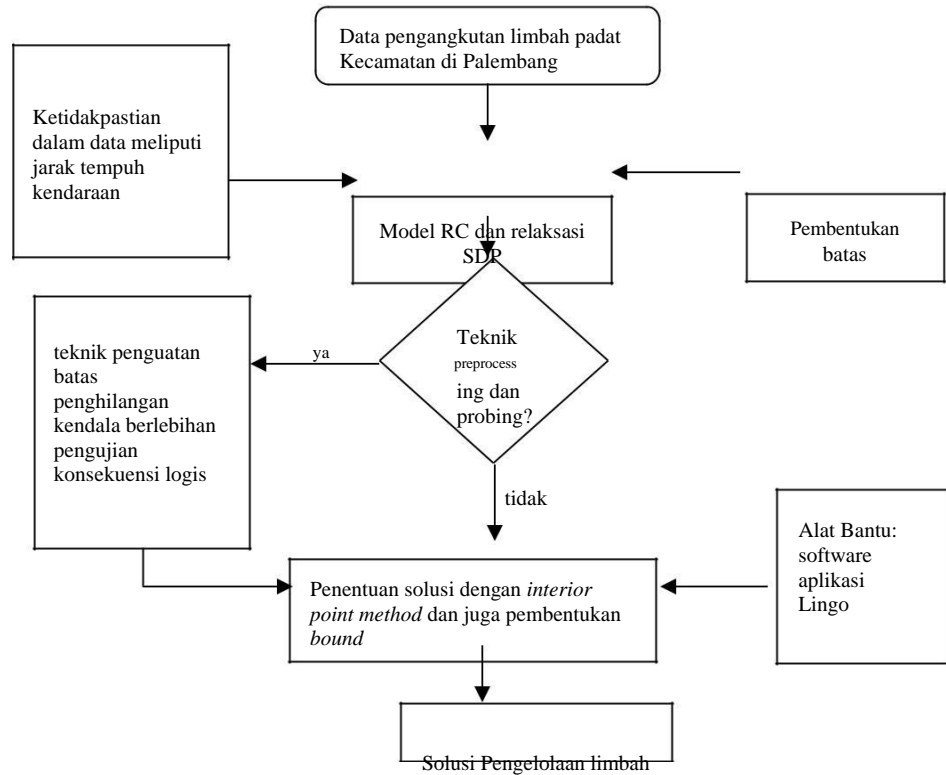 Data pengangkutan limbah padat
Kecamatan di Palembang
Ketidakpastian
dalam data meliputi
jarak tempuh
kendaraan
Model RC dan relaksasi
SDP
Pembentukan
batas
Teknik
preprocess
ing dan
probing?
ya
teknik penguatan
batas
penghilangan
kendala berlebihan
pengujian
konsekuensi logis
tidak
Alat Bantu:
software
aplikasi
Lingo
Penentuan solusi dengan interior
point method dan juga pembentukan
bound
Solusi Pengelolaan limbah